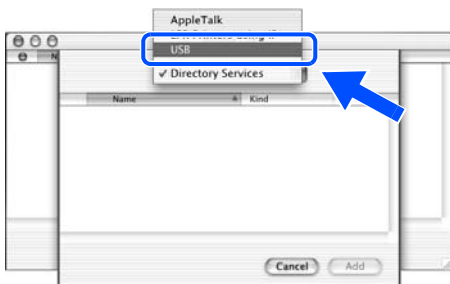 AppleTalk
USB
✓ Directory Services
N
Name Kind
Cancel Add